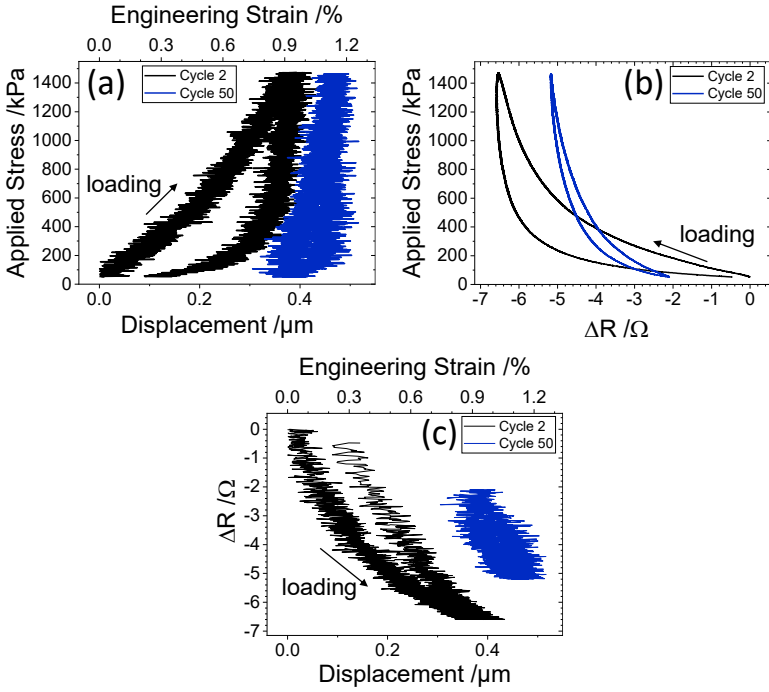 Engineering Strain /%
0.0 0.3 0.6 0.9 1.2
1400
1200
1000
800
600
400
200
0
Applied Stress /kPa
(a)
Cycle 2
Cycle 50
loading
0.0 0.2 0.4
Displacement /µm
1400
1200
1000
800
600
400
200
0
Applied Stress /kPa
(b)
Cycle 2
Cycle 50
loading
-7 -6 -5 -4 -3 -2 -1 0
ΔR /Ω
Engineering Strain /%
0.0 0.3 0.6 0.9 1.2
0
-1
-2
-3
-4
-5
-6
-7
ΔR /Ω
(c)
Cycle 2
Cycle 50
loading
0.0 0.2 0.4
Displacement /µm